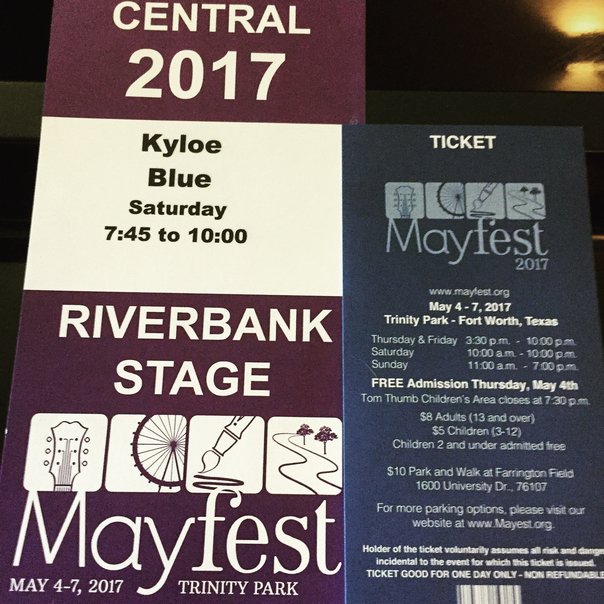 CENTRAL
2017
Kyloe
Blue
Saturday
7:45 to 10:00
RIVERBANK
STAGE
Mayfest
MAY 4-7, 2017 TRINITY PARK
TICKET
Mayfest
2017
www.mayfest.org
May 4 - 7, 2017
Trinity Park - Fort Worth, Texas
Thursday & Friday 3:30 p.m. - 10:00 p.m.
Saturday 10:00 a.m. - 10:00 p.m.
Sunday 11:00 a.m. - 7:00 p.m.
FREE Admission Thursday, May 4th
Tom Thumb Children's Area closes at 7:30 p.m.
$8 Adults (13 and over)
$5 Children (3-12)
Children 2 and under admitted free
$10 Park and Walk at Farrington Field
1600 University Dr., 76107
For more parking options, please visit our
website at www.Mayest.org.
Holder of the ticket voluntarily assumes all risk and danger
incidental to the event for which this ticket is issued.
TICKET GOOD FOR ONE DAY ONLY - NON REFUNDABLE